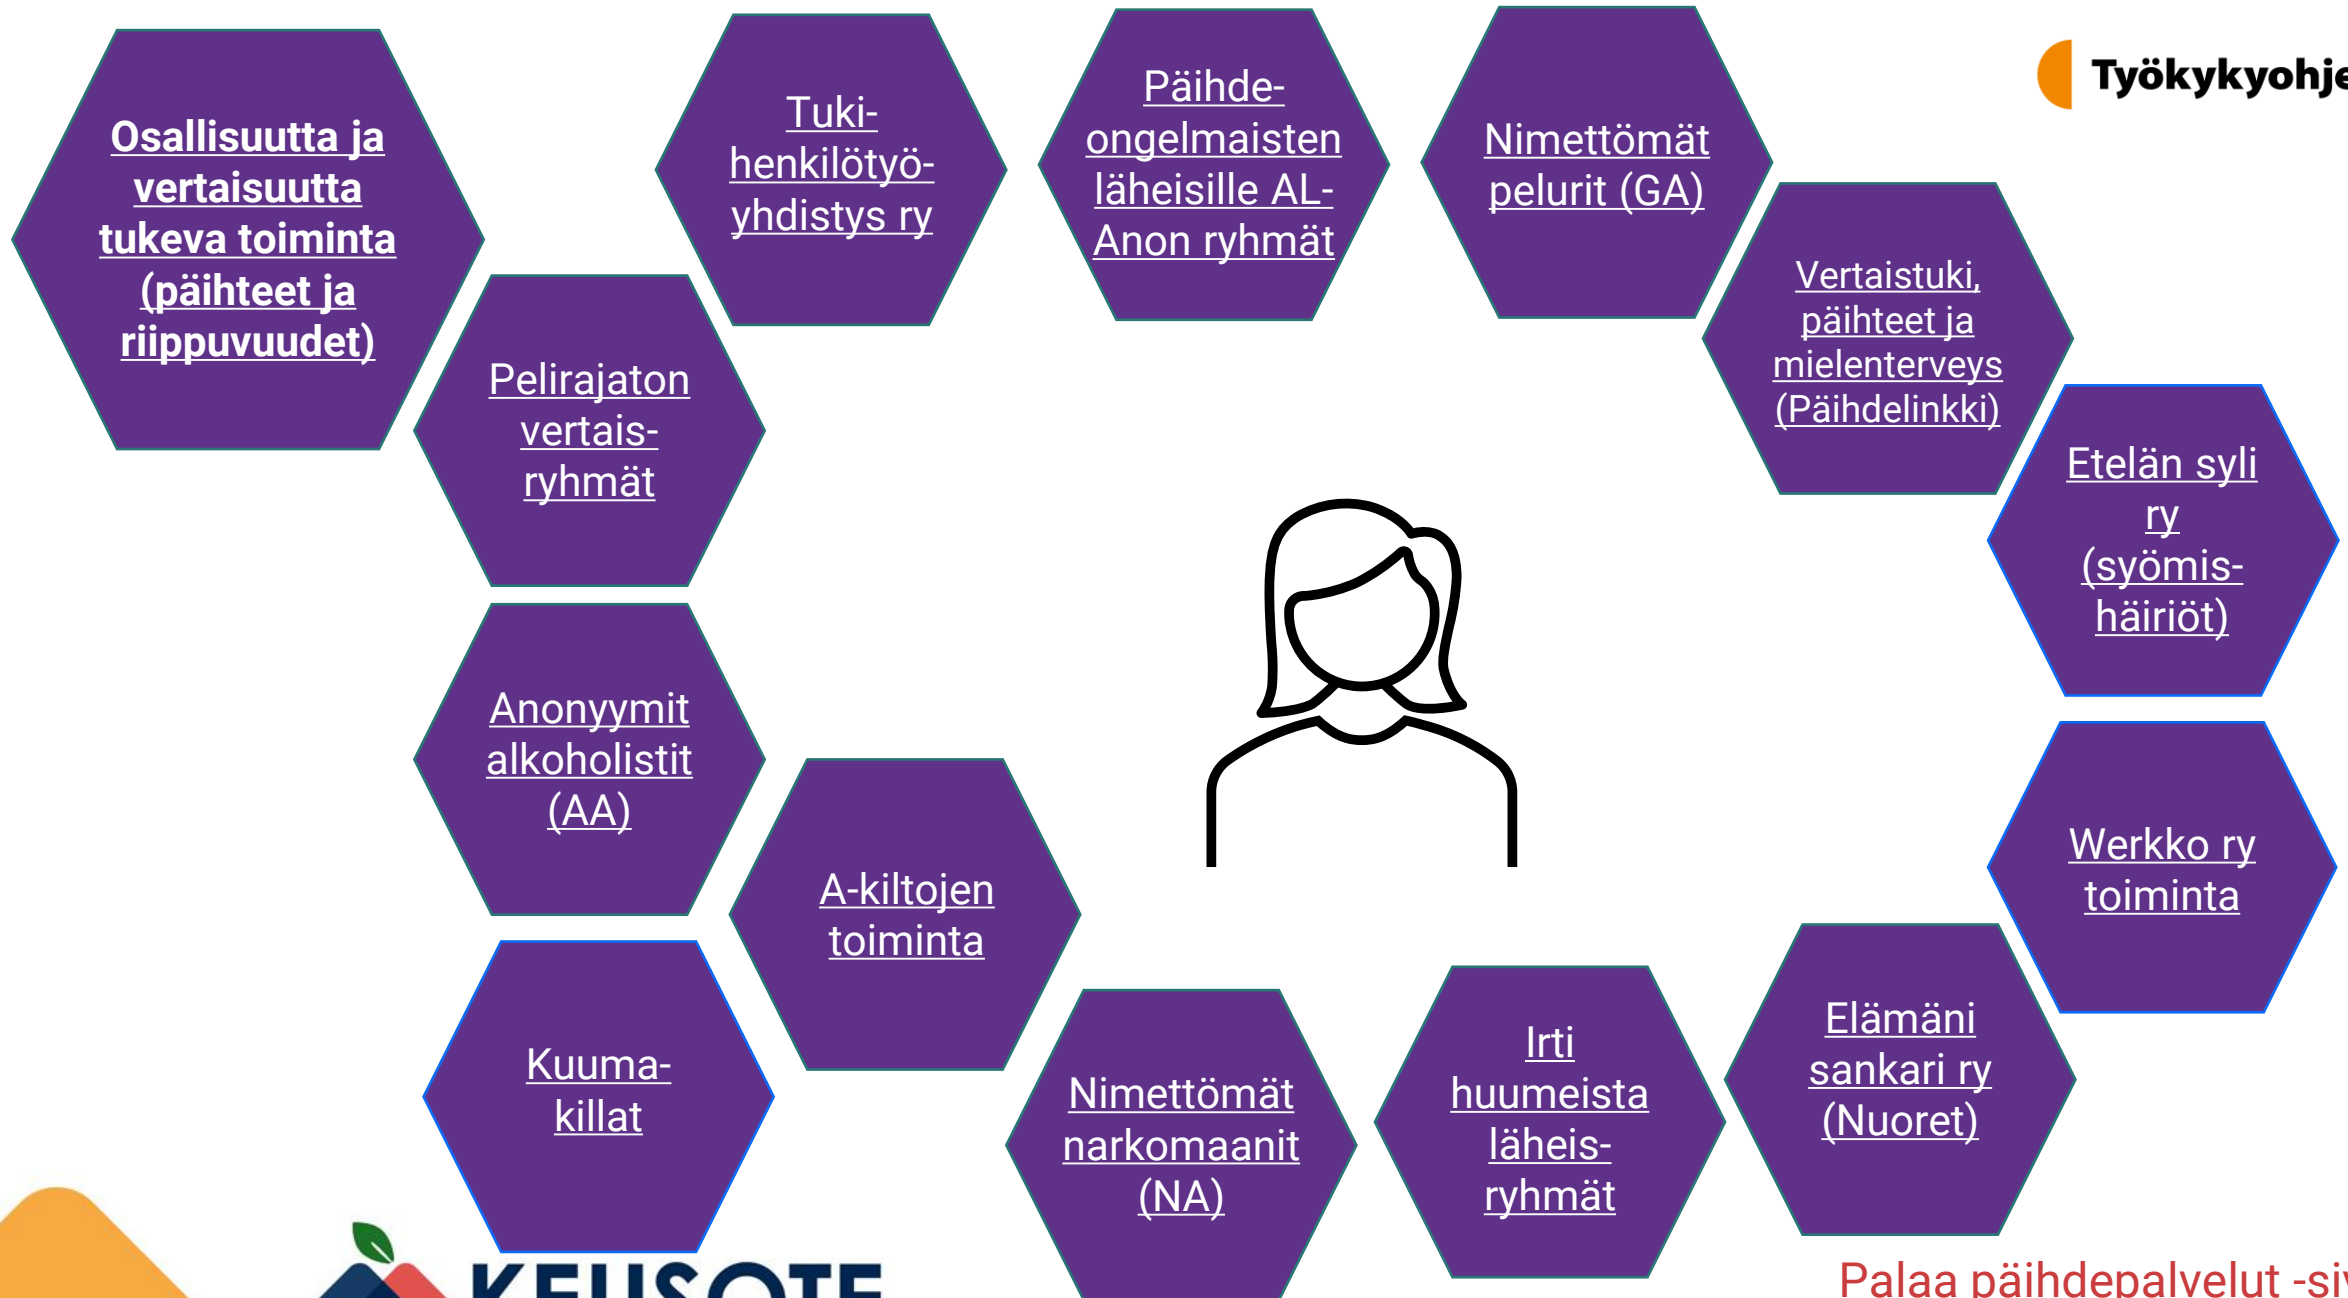 Osallisuutta ja
vertaisuutta
tukeva toiminta
(päihteet ja
riippuvuudet)
Tuki-
henkilötyö-
yhdistys ry
Päihde-
ongelmaisten
läheisille AL-
Anon ryhmät
Nimettömät
pelurit (GA)
Työkykyohje
Vertaistuki,
päihteet ja
mielenterveys
(Päihdelinkki)
Pelirajaton
vertais-
ryhmät
Etelän syli
ry
(syömis-
häiriöt)
Anonyymit
alkoholistit
(AA)
Werkko ry
toiminta
A-kiltojen
toiminta
Kuuma-
killat
Nimettömät
narkomaanit
(NA)
Irti
huumeista
läheis-
ryhmät
Elämäni
sankari ry
(Nuoret)
KEUSOTE
Palaa päihdepalvelut -siv